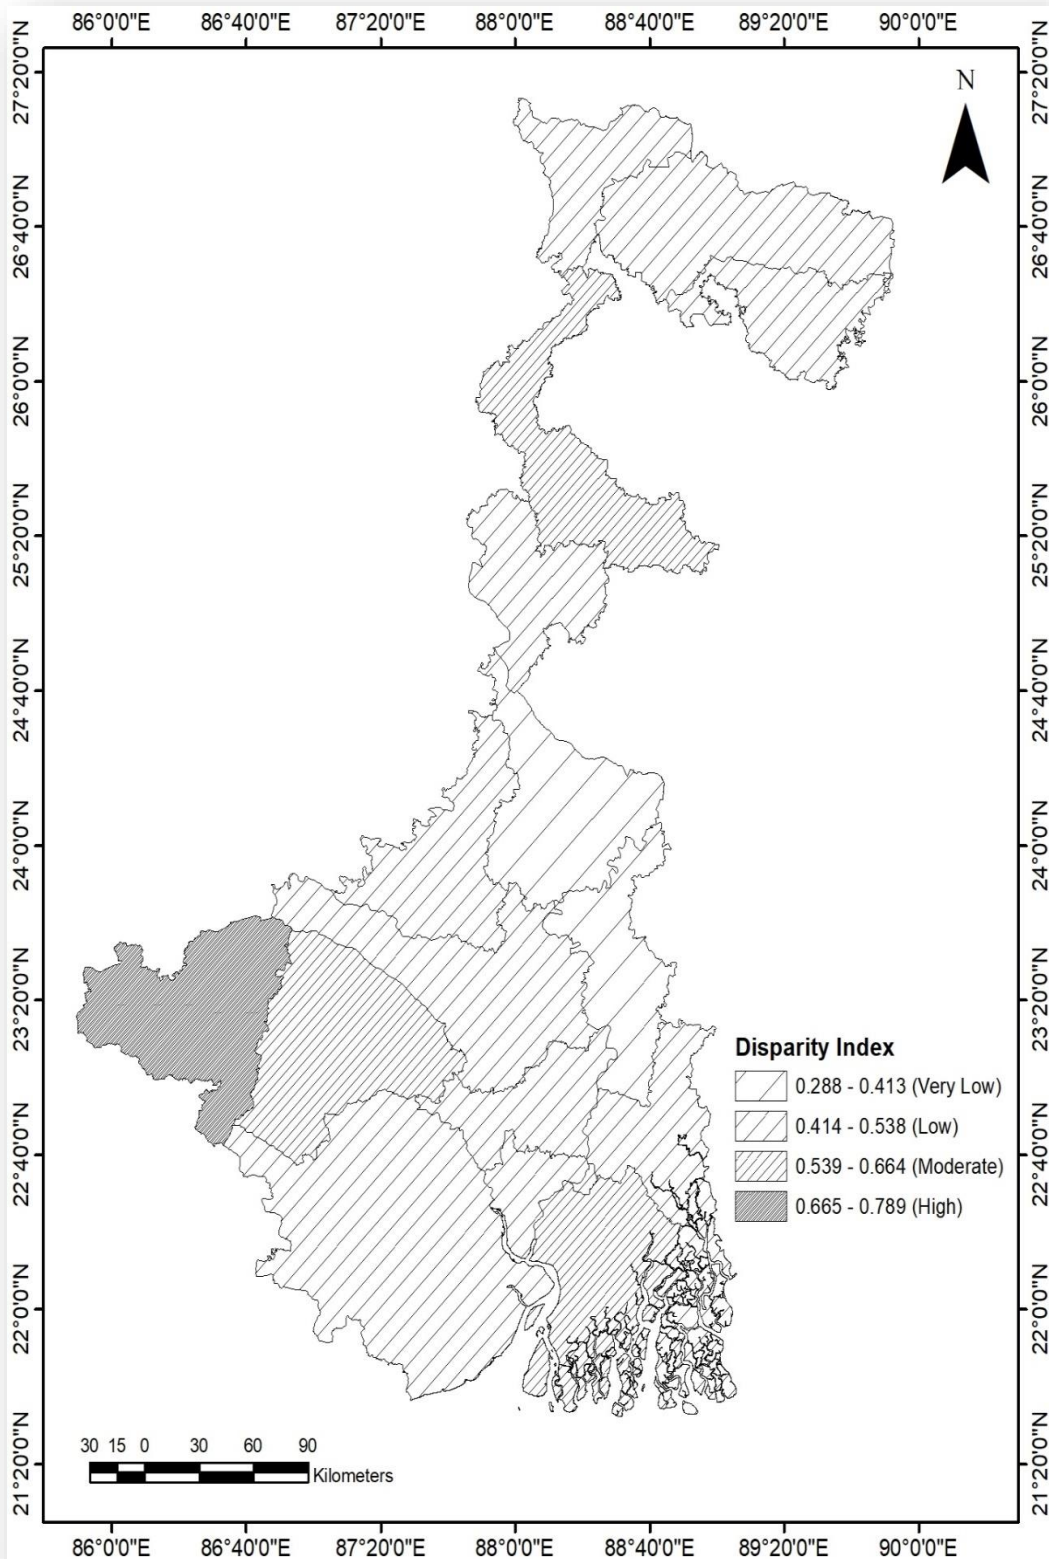 86°0'0"E 86°40'0"E 87°20'0"E 88°0'0"E 88°40'0"E 89°20'0"E 90°0'0"E
27°20'0"N 27°20'0"N
N
26°40'0"N 26°40'0"N
26°0'0"N 26°0'0"N
25°20'0"N 25°20'0"N
24°40'0"N 24°40'0"N
24°0'0"N 24°0'0"N
23°20'0"N 23°20'0"N
Disparity Index
0.288 - 0.413 (Very Low)
0.414 - 0.538 (Low)
0.539 - 0.664 (Moderate)
0.665 - 0.789 (High)
22°40'0"N 22°40'0"N
22°0'0"N 22°0'0"N
30 15 0 30 60 90
Kilometers
21°20'0"N 21°20'0"N
86°0'0"E 86°40'0"E 87°20'0"E 88°0'0"E 88°40'0"E 89°20'0"E 90°0'0"E